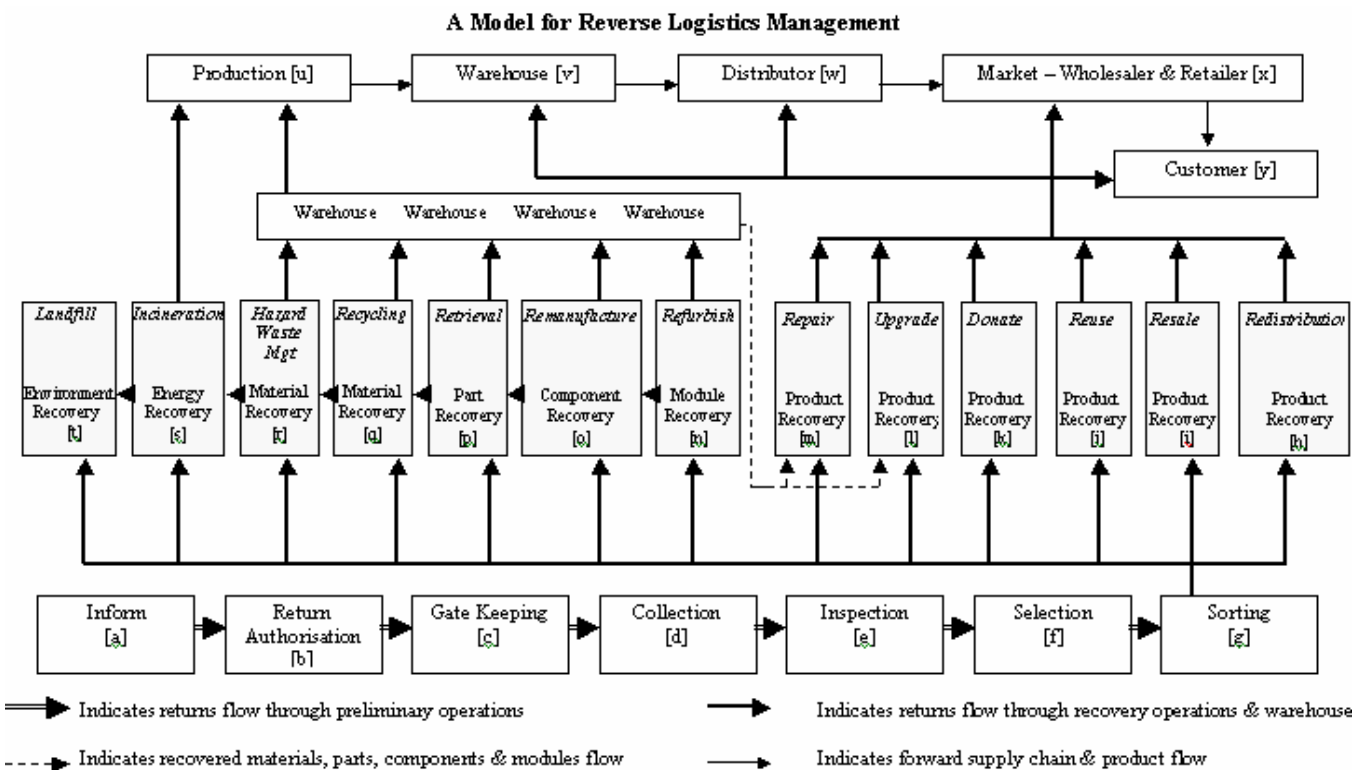 A Model for Reverse Logistics Management
Production [u]
Warehouse [v]
Distributor [w]
Market – Wholesaler & Retailer [x]
Customer [y]
Warehouse Warehouse Warehouse Warehouse
Landfill
Environment
Recovery
[t]
Incineration
Energy
Recovery
[s]
Hazard
Waste
Mgt
Material
Recovery
[r]
Recycling
Material
Recovery
[q]
Retrieval
Part
Recovery
[p]
Remanufacture
Component
Recovery
[o]
Refurbish
Module
Recovery
[n]
Repair
Product
Recovery
[m]
Upgrade
Product
Recovery
[l]
Donate
Product
Recovery
[k]
Reuse
Product
Recovery
[j]
Resale
Product
Recovery
[i]
Redistribution
Product
Recovery
[h]
Inform
[a]
Return
Authorisation
[b]
Gate Keeping
[c]
Collection
[d]
Inspection
[e]
Selection
[f]
Sorting
[g]
Indicates returns flow through preliminary operations
Indicates returns flow through recovery operations & warehouse
Indicates recovered materials, parts, components & modules flow
Indicates forward supply chain & product flow